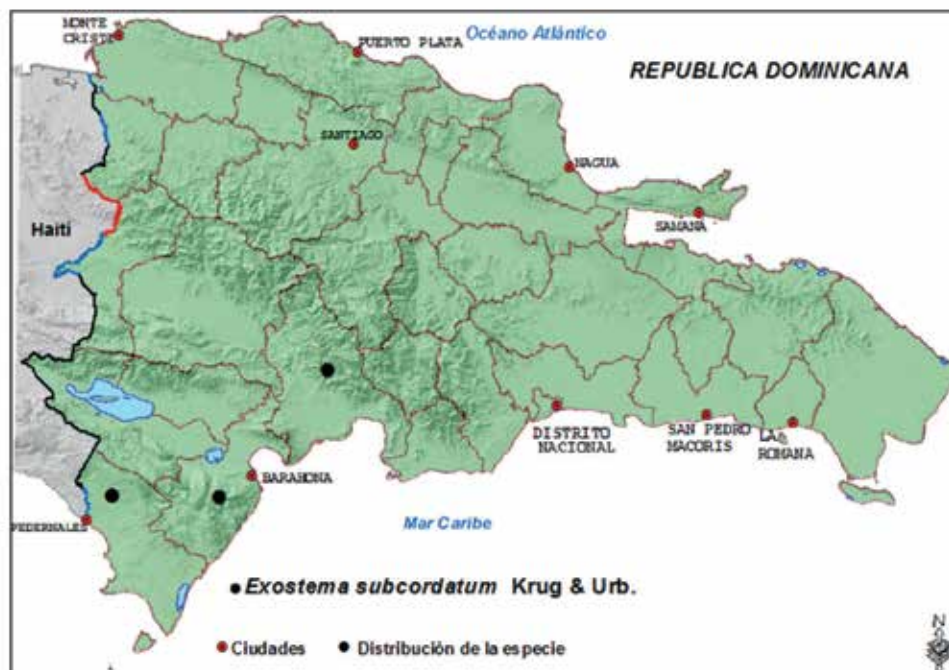 MONTE
CRISTI
PUERTO PLATA
Océano Atlántico
REPUBLICA DOMINICANA
SANTIAGO
NAGUA
SAMANA
Haití
DISTRITO
NACIONAL
SAN PEDRO
MACORIS
LA
ROMANA
BARAHONA
PEDERNALES
Mar Caribe
Exostema subcordatum Krug & Urb.
Ciudades
Distribución de la especie
N